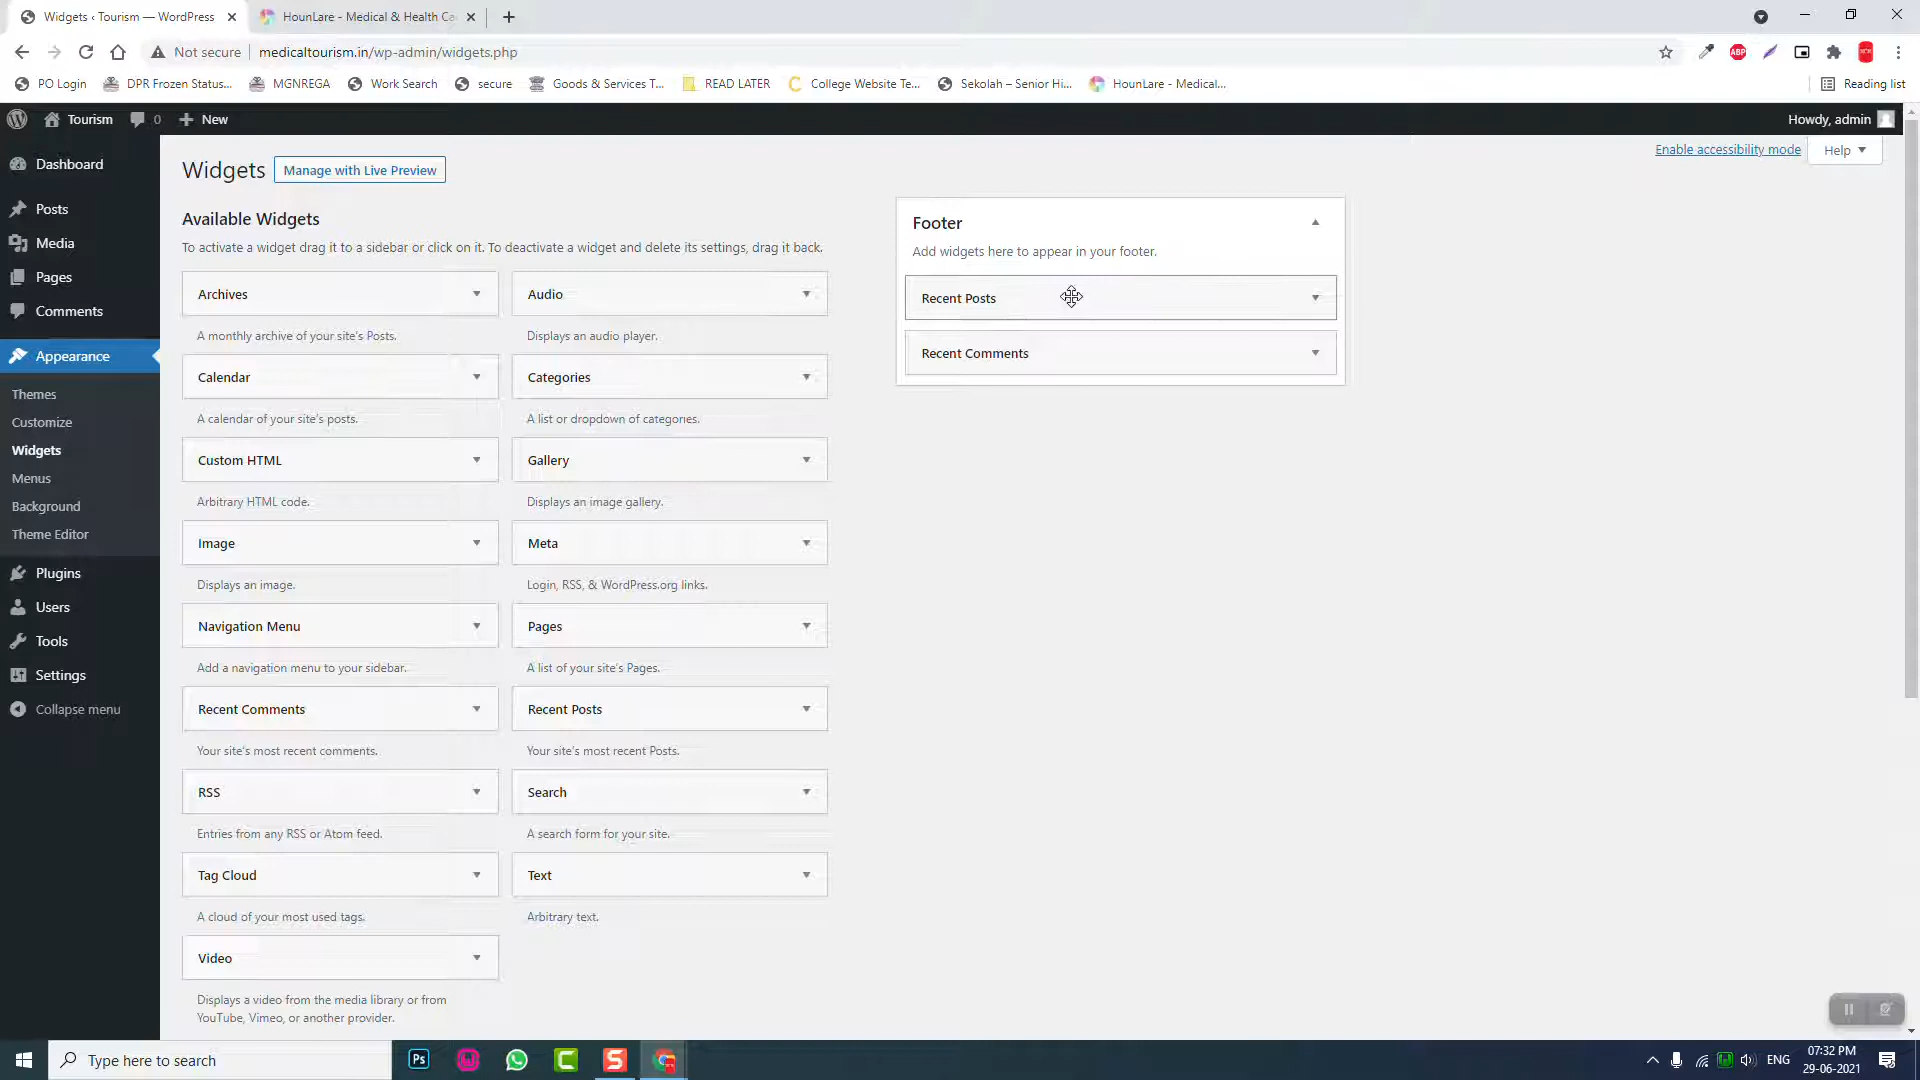 Widgets ‹ Tourism — WordPress
HounLare - Medical & Health Ca
Not secure
medicaltourism.in/wp-admin/widgets.php
ABP
PO Login
DPR Frozen Status...
MGNREGA
Work Search
secure
Goods & Services T...
READ LATER
College Website Te...
Sekolah – Senior Hi...
HounLare - Medical...
Reading list
Tourism
0
New
Howdy, admin
Dashboard
Posts
Media
Pages
Comments
Appearance
Themes
Customize
Widgets
Menus
Background
Theme Editor
Plugins
Users
Tools
Settings
Collapse menu
Widgets
Manage with Live Preview
Enable accessibility mode
Help
Available Widgets
To activate a widget drag it to a sidebar or click on it. To deactivate a widget and delete its settings, drag it back.
Archives
A monthly archive of your site's Posts.
Audio
Displays an audio player.
Calendar
A calendar of your site's posts.
Categories
A list or dropdown of categories.
Custom HTML
Arbitrary HTML code.
Gallery
Displays an image gallery.
Image
Displays an image.
Meta
Login, RSS, & WordPress.org links.
Navigation Menu
Add a navigation menu to your sidebar.
Pages
A list of your site's Pages.
Recent Comments
Your site's most recent comments.
Recent Posts
Your site's most recent Posts.
RSS
Entries from any RSS or Atom feed.
Search
A search form for your site.
Tag Cloud
A cloud of your most used tags.
Text
Arbitrary text.
Video
Displays a video from the media library or from
YouTube, Vimeo, or another provider.
Footer
Add widgets here to appear in your footer.
Recent Posts
Recent Comments
Type here to search
Ps
ENG
07:32 PM
29-06-2021